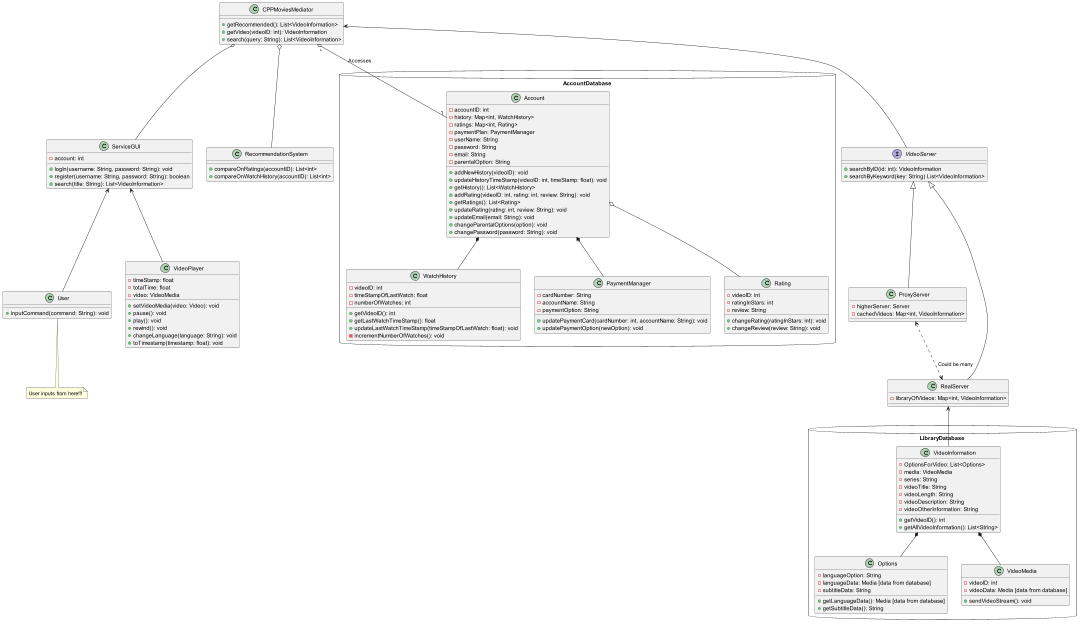 CPPMoviesMediator
getRecommended(): List<VideoInformation>
getVideo(videoID: int): VideoInformation
search(query: String): List<VideoInformation>
Accesses
*
1
AccountDatabase
Account
accountID: int
history: Map<int, WatchHistory>
ratings: Map<int, Rating>
paymentPlan: PaymentManager
userName: String
password: String
email: String
parentalOption: String
addNewHistory(videoID): void
updateHistoryTimeStamp(videoID: int, timeStamp: float): void
getHistory(): List<WatchHistory>
addRating(videoID: int, rating: int, review: String): void
getRatings(): List<Rating>
updateRating(rating: int, review: String): void
updateEmail(email: String): void
changeParentalOptions(option): void
changePassword(password: String): void
ServiceGUI
account: int
login(username: String, password: String): void
register(username: String, password: String): boolean
search(title: String): List<VideoInformation>
RecommendationSystem
compareOnRatings(accountID): List<int>
compareOnWatchHistory(accountID): List<int>
VideoServer
searchByID(id: int): VideoInformation
searchByKeyword(key: String) List<VideoInformation>
User
inputCommand(command: String): void
User inputs from here!!!
VideoPlayer
timeStamp: float
totalTime: float
video: VideoMedia
setVideoMedia(video: Video): void
pause(): void
play(): void
rewind(): void
changeLanguage(language: String): void
toTimestamp(timestamp: float): void
WatchHistory
videoID: int
timeStampOfLastWatch: float
numberOfWatches: int
getVideoID(): int
getLastWatchTimeStamp(): float
updateLastWatchTimeStamp(timeStampOfLastWatch: float): void
incrementNumberOfWatches(): void
PaymentManager
cardNumber: String
accountName: String
paymentOption: String
updatePaymentCard(cardNumber: int, accountName: String): void
updatePaymentOption(newOption): void
Rating
videoID: int
ratingInStars: int
review: String
changeRating(ratingInStars: int): void
changeReview(review: String): void
ProxyServer
higherServer: Server
cachedVideos: Map<int, VideoInformation>
Could be many
RealServer
libraryOfVideos: Map<int, VideoInformation>
LibraryDatabase
VideoInformation
OptionsForVideo: List<Options>
media: VideoMedia
series: String
videoTitle: String
videoLength: String
videoDescription: String
videoOtherInformation: String
getVideoID(): int
getAllVideoInformation(): List<String>
Options
languageOption: String
languageData: Media [data from database]
subtitleData: String
getLanguageData(): Media [data from database]
getSubtitleData(): String
VideoMedia
videoID: int
videoData: Media [data from database]
sendVideoStream(): void